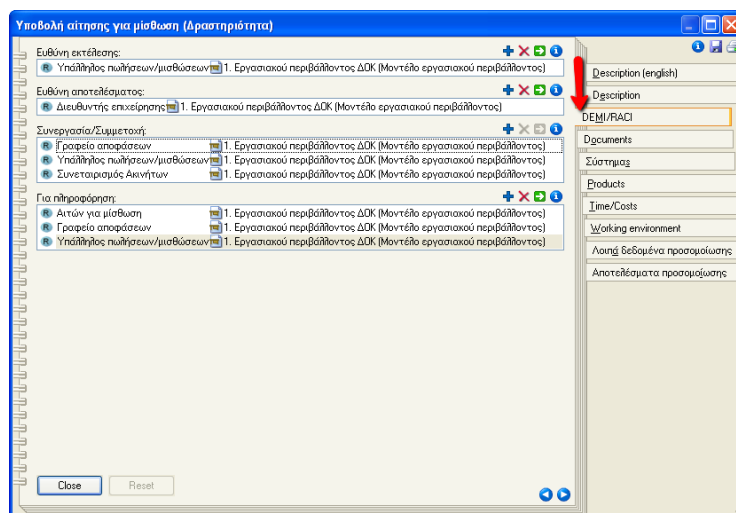 Υποβολή αίτησης για μίσθωση (Δραστηριότητα)
Ευθύνη εκτέλεσης:
Υπάλληλος πωλήσεων/μισθώσεων 1. Εργασιακού περιβάλλοντος ΔΟΚ (Μοντέλο εργασιακού περιβάλλοντος)
Ευθύνη αποτελέσματος:
Διευθυντής επιχείρησης 1. Εργασιακού περιβάλλοντος ΔΟΚ (Μοντέλο εργασιακού περιβάλλοντος)
Συνεργασία/Συμμετοχή:
Γραφείο αποφάσεων 1. Εργασιακού περιβάλλοντος ΔΟΚ (Μοντέλο εργασιακού περιβάλλοντος)
Υπάλληλος πωλήσεων/μισθώσεων 1. Εργασιακού περιβάλλοντος ΔΟΚ (Μοντέλο εργασιακού περιβάλλοντος)
Συνεταιρισμός Ακινήτων 1. Εργασιακού περιβάλλοντος ΔΟΚ (Μοντέλο εργασιακού περιβάλλοντος)
Για πληροφόρηση:
Αιτών για μίσθωση 1. Εργασιακού περιβάλλοντος ΔΟΚ (Μοντέλο εργασιακού περιβάλλοντος)
Γραφείο αποφάσεων 1. Εργασιακού περιβάλλοντος ΔΟΚ (Μοντέλο εργασιακού περιβάλλοντος)
Υπάλληλος πωλήσεων/μισθώσεων 1. Εργασιακού περιβάλλοντος ΔΟΚ (Μοντέλο εργασιακού περιβάλλοντος)
Close Reset
Description (english)
Description
DEMI/RACI
Documents
Σύστημας
Products
Time/Costs
Working environment
Λοιπά δεδομένα προσομοίωσης
Αποτελέσματα προσομοίωσης